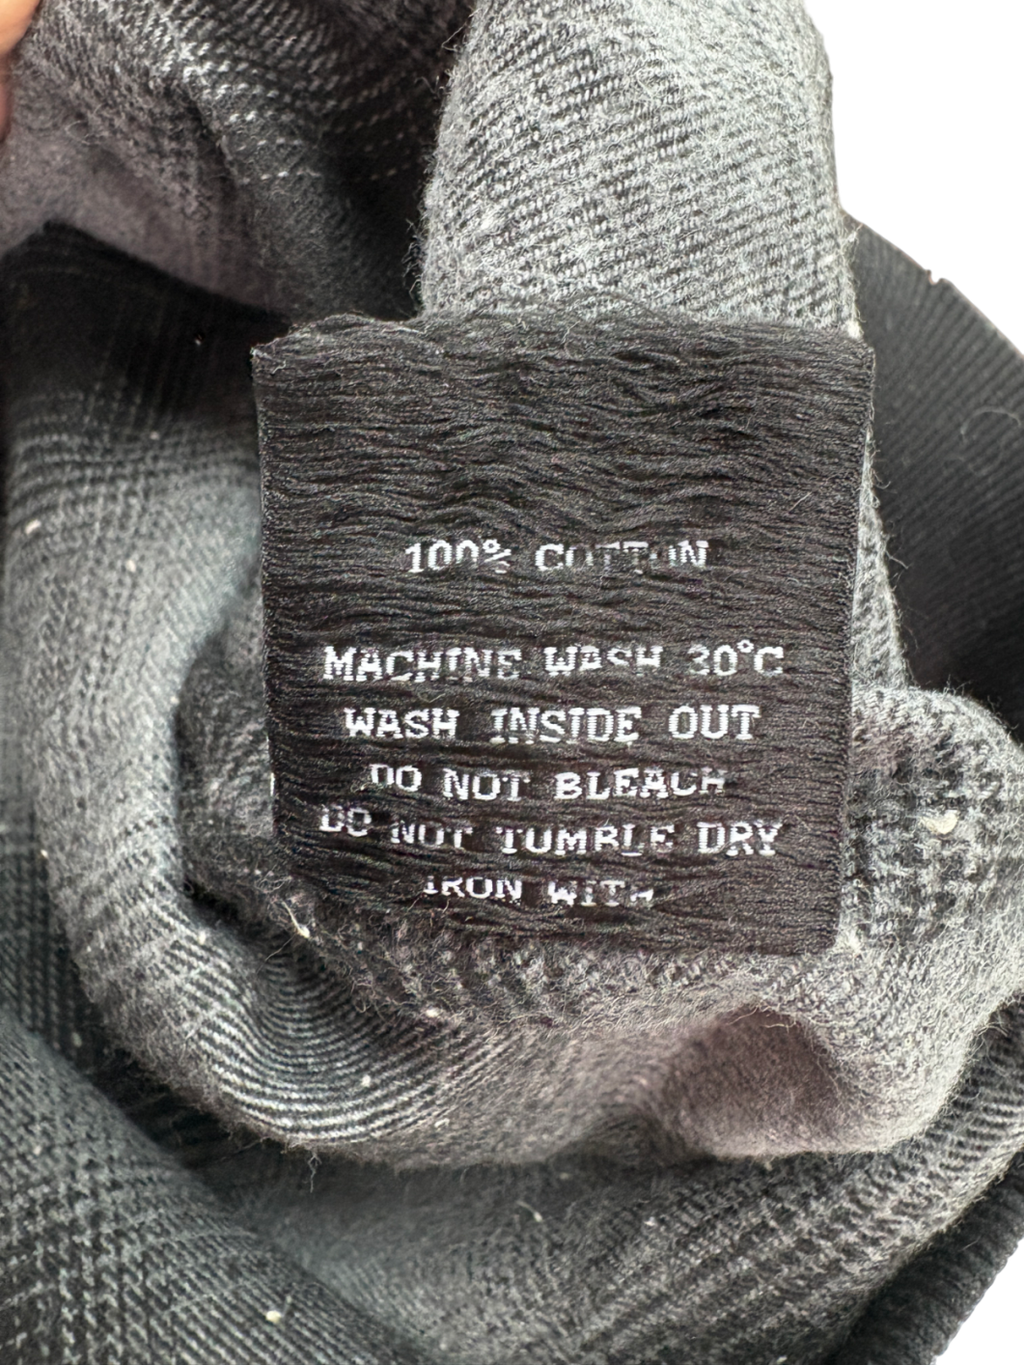 100% COTTON
MACHINE WASH 30°C
WASH INSIDE OUT
DO NOT BLEACH
DO NOT TUMBLE DRY
IRON WITH